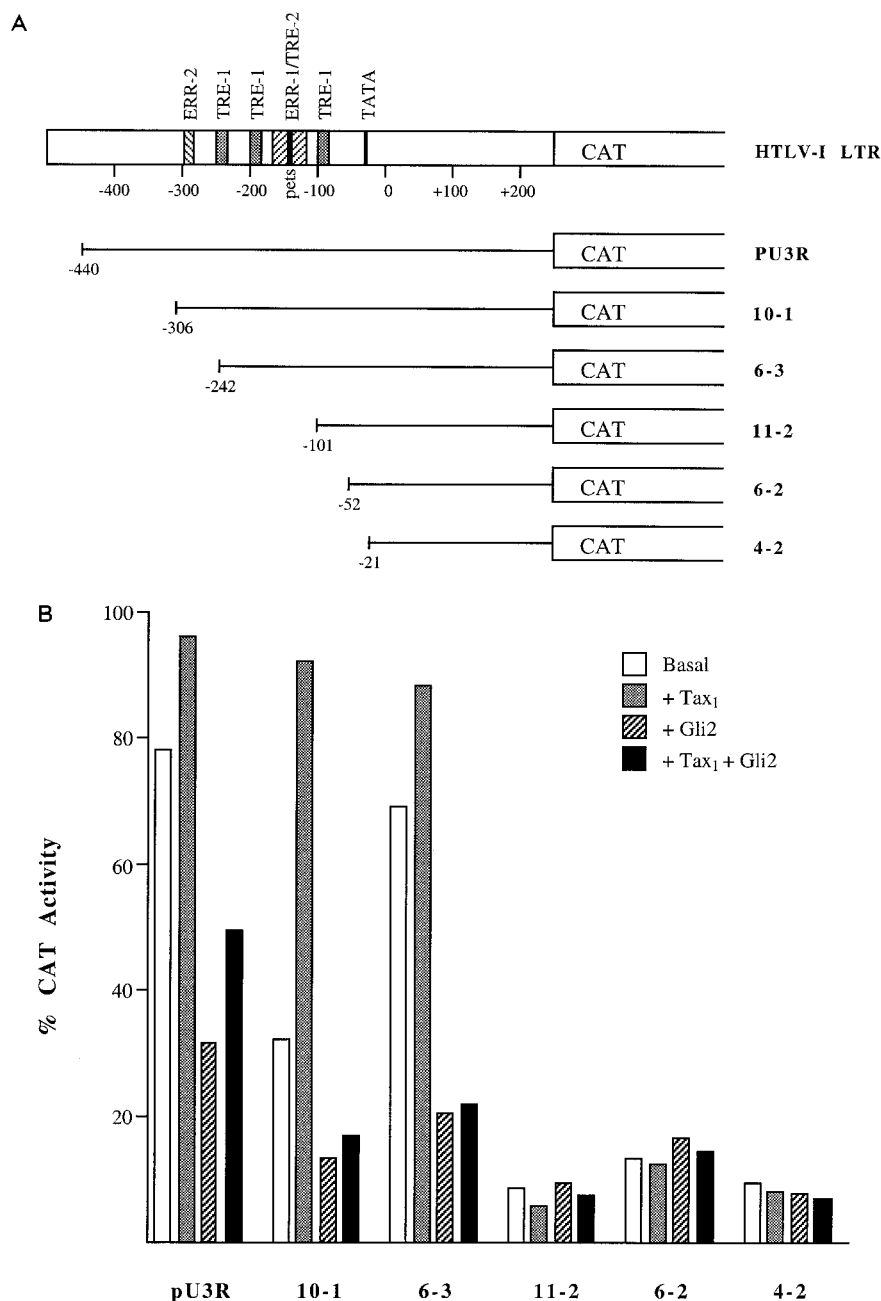 A
ERR-2
TRE-1
TRE-1
ERR-1/TRE-2
TRE-1
TATA
CAT
HTLV-I LTR
pets
-400
-300
-200
-100
0
+100
+200
CAT
PU3R
-440
CAT
10-1
-306
CAT
6-3
-242
CAT
11-2
-101
CAT
6-2
-52
CAT
4-2
-21
B
100
80
60
40
20
% CAT Activity
Basal
+ Tax1
+ Gli2
+ Tax1 + Gli2
pU3R
10-1
6-3
11-2
6-2
4-2